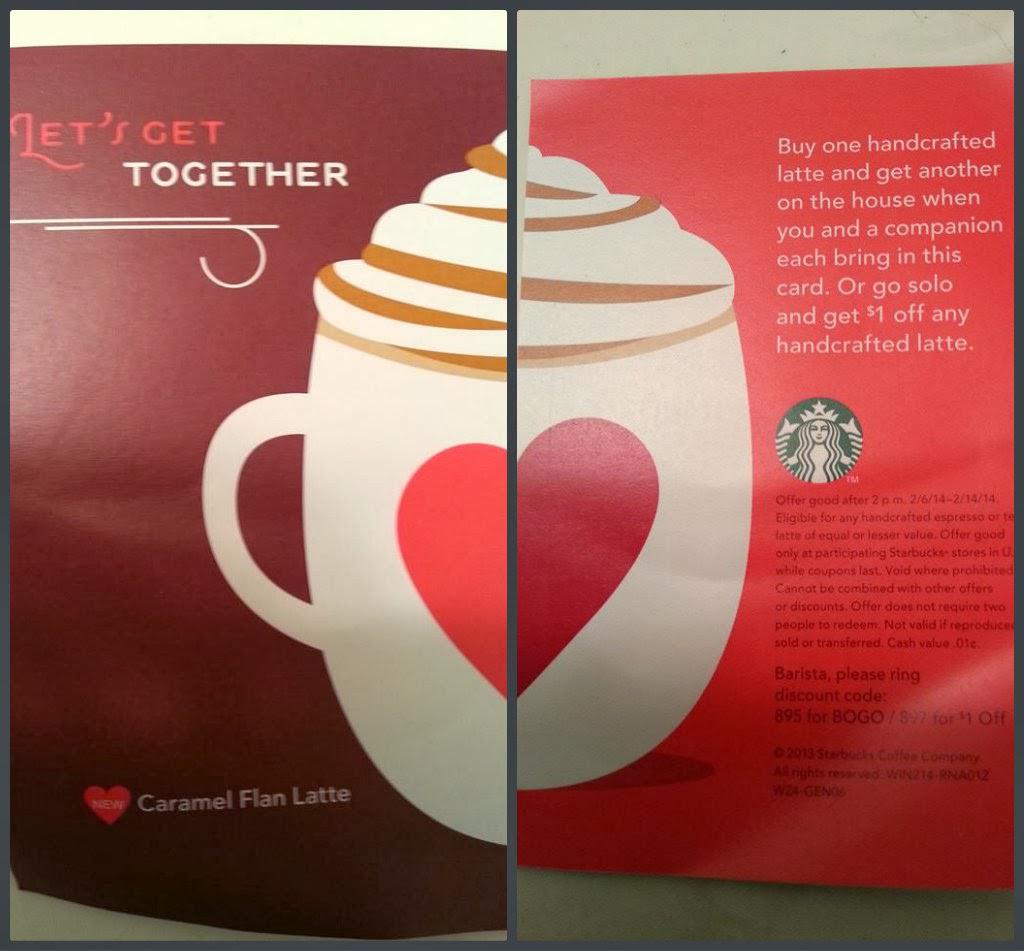 LET'S GET
TOGETHER
NEW Caramel Flan Latte
Buy one handcrafted
latte and get another
on the house when
you and a companion
each bring in this
card. Or go solo
and get $1 off any
handcrafted latte.
TM
Offer good after 2 p.m. 2/6/14–2/14/14.
Eligible for any handcrafted espresso or te
latte of equal or lesser value. Offer good
only at participating Starbucks® stores in U.
while coupons last. Void where prohibited
Cannot be combined with other offers
or discounts. Offer does not require two
people to redeem. Not valid if reproduced
sold or transferred. Cash value .01¢.
Barista, please ring
discount code:
895 for BOGO / 897 for $1 Off
© 2013 Starbucks Coffee Company.
All rights reserved. WIN214-RNA012
W24-GEN06